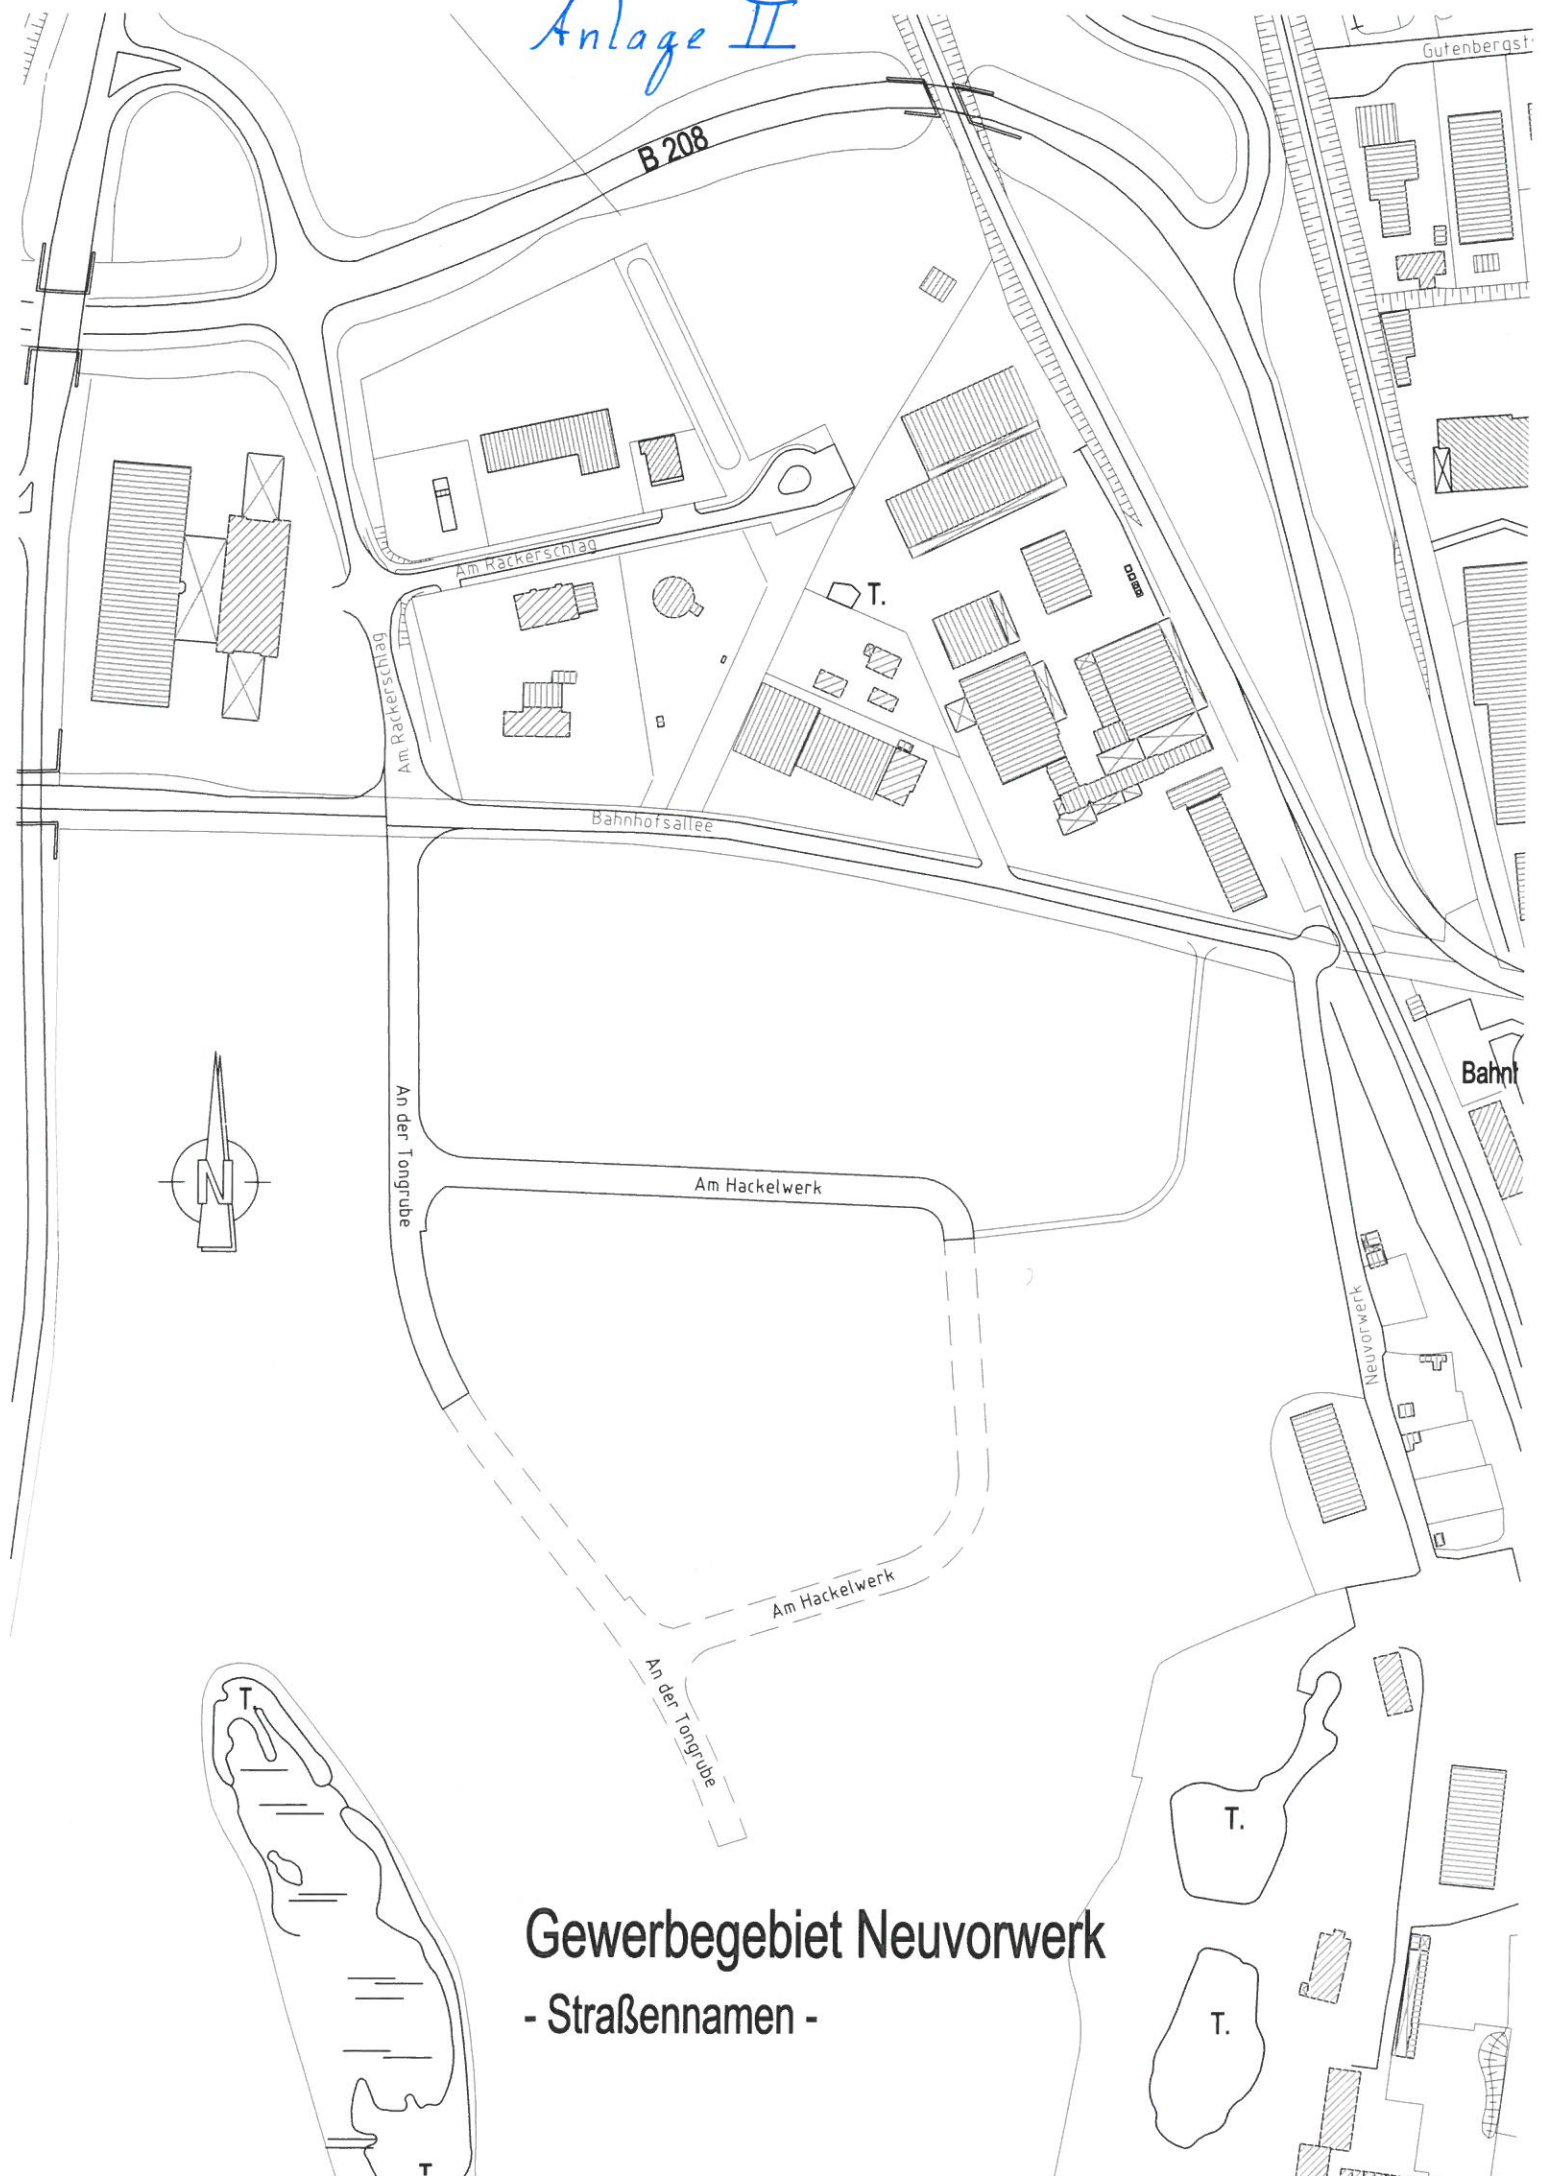 Anlage II
Gutenbergst
B 208
Am Rackerschlag
T.
Am Rackerschlag
Bahnhofsallee
Bahnh
An der Tongrube
N
Am Hackelwerk
Neuvorwerk
Am Hackelwerk
An der Tongrube
T.
T.
Gewerbegebiet Neuvorwerk
- Straßennamen -
T.
T